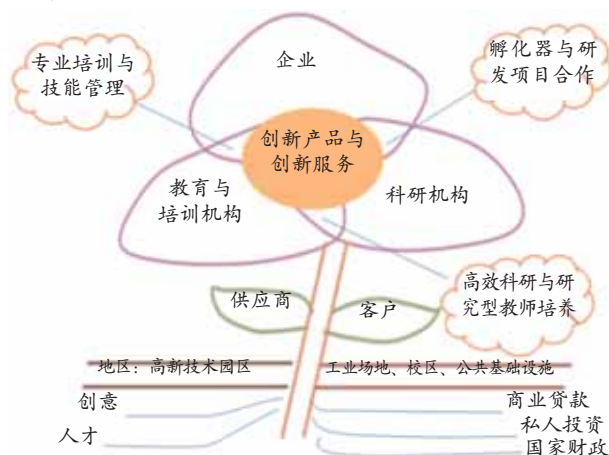 专业培训与
技能管理
企业
孵化器与研
发项目合作
创新产品与
创新服务
教育与
培训机构
科研机构
高效科研与研
究型教师培养
供应商
客户
地区：高新技术园区
工业场地、校区、公共基础设施
创意
人才
商业贷款
私人投资
国家财政